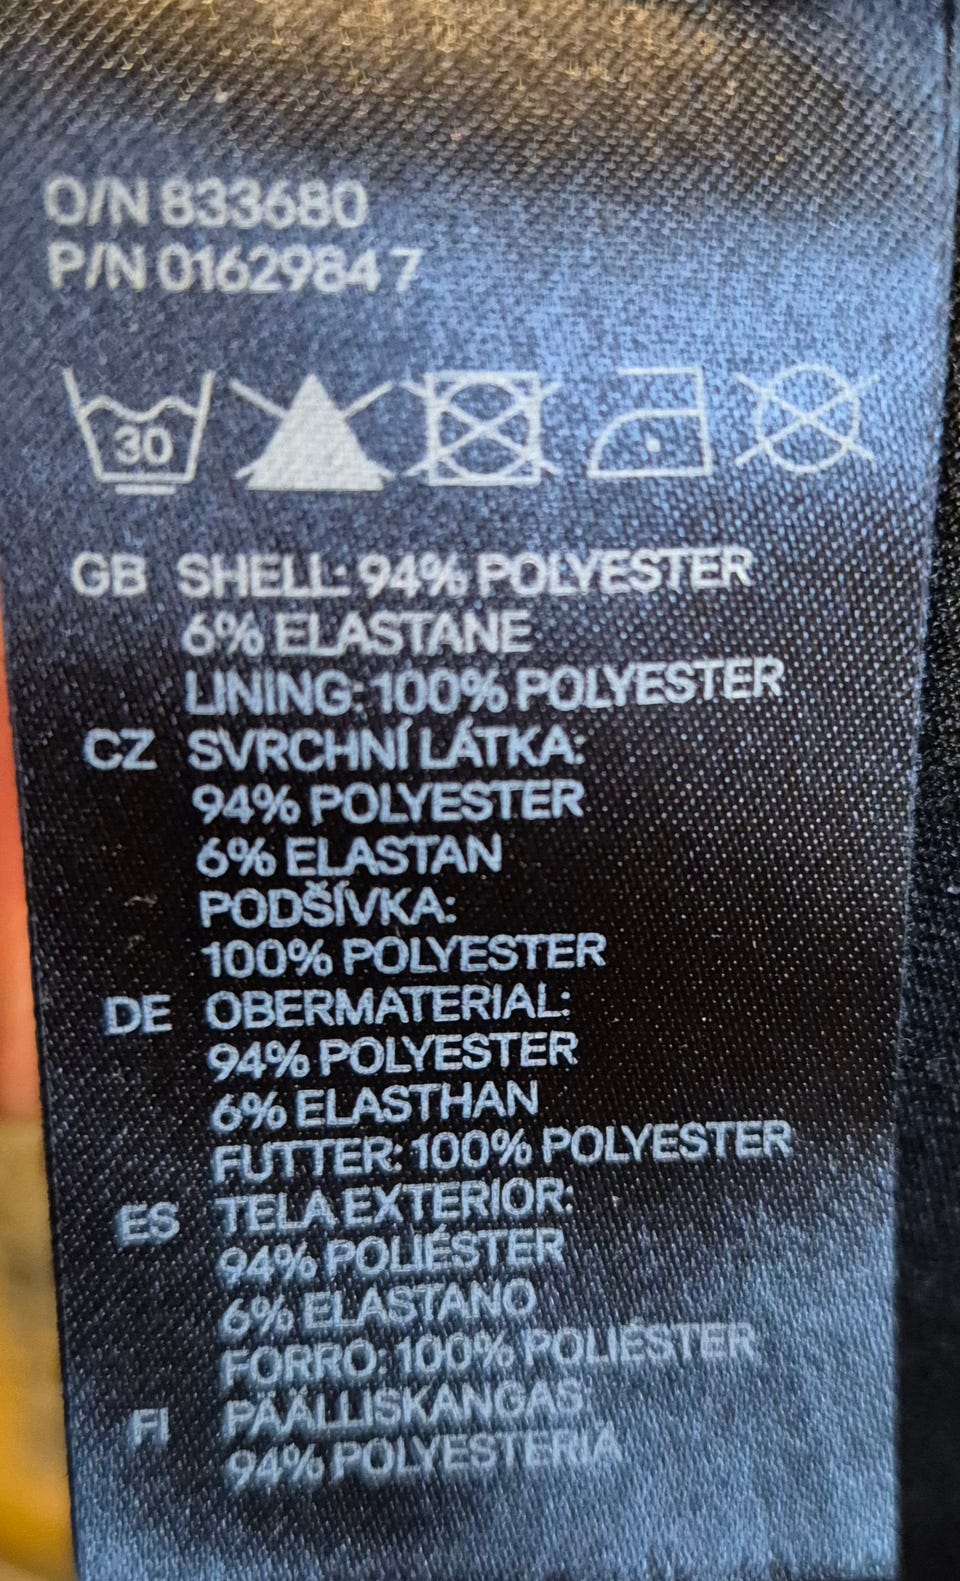 O/N 833680
P/N 0162984 7
30
GB SHELL: 94% POLYESTER
6% ELASTANE
LINING: 100% POLYESTER
CZ SVRCHNÍ LÁTKA:
94% POLYESTER
6% ELASTAN
PODŠÍVKA:
100% POLYESTER
DE OBERMATERIAL:
94% POLYESTER
6% ELASTHAN
FUTTER: 100% POLYESTER
ES TELA EXTERIOR:
94% POLIÉSTER
6% ELASTANO
FORRO: 100% POLIÉSTER
FI PÄÄLLISKANGAS:
94% POLYESTERIÄ